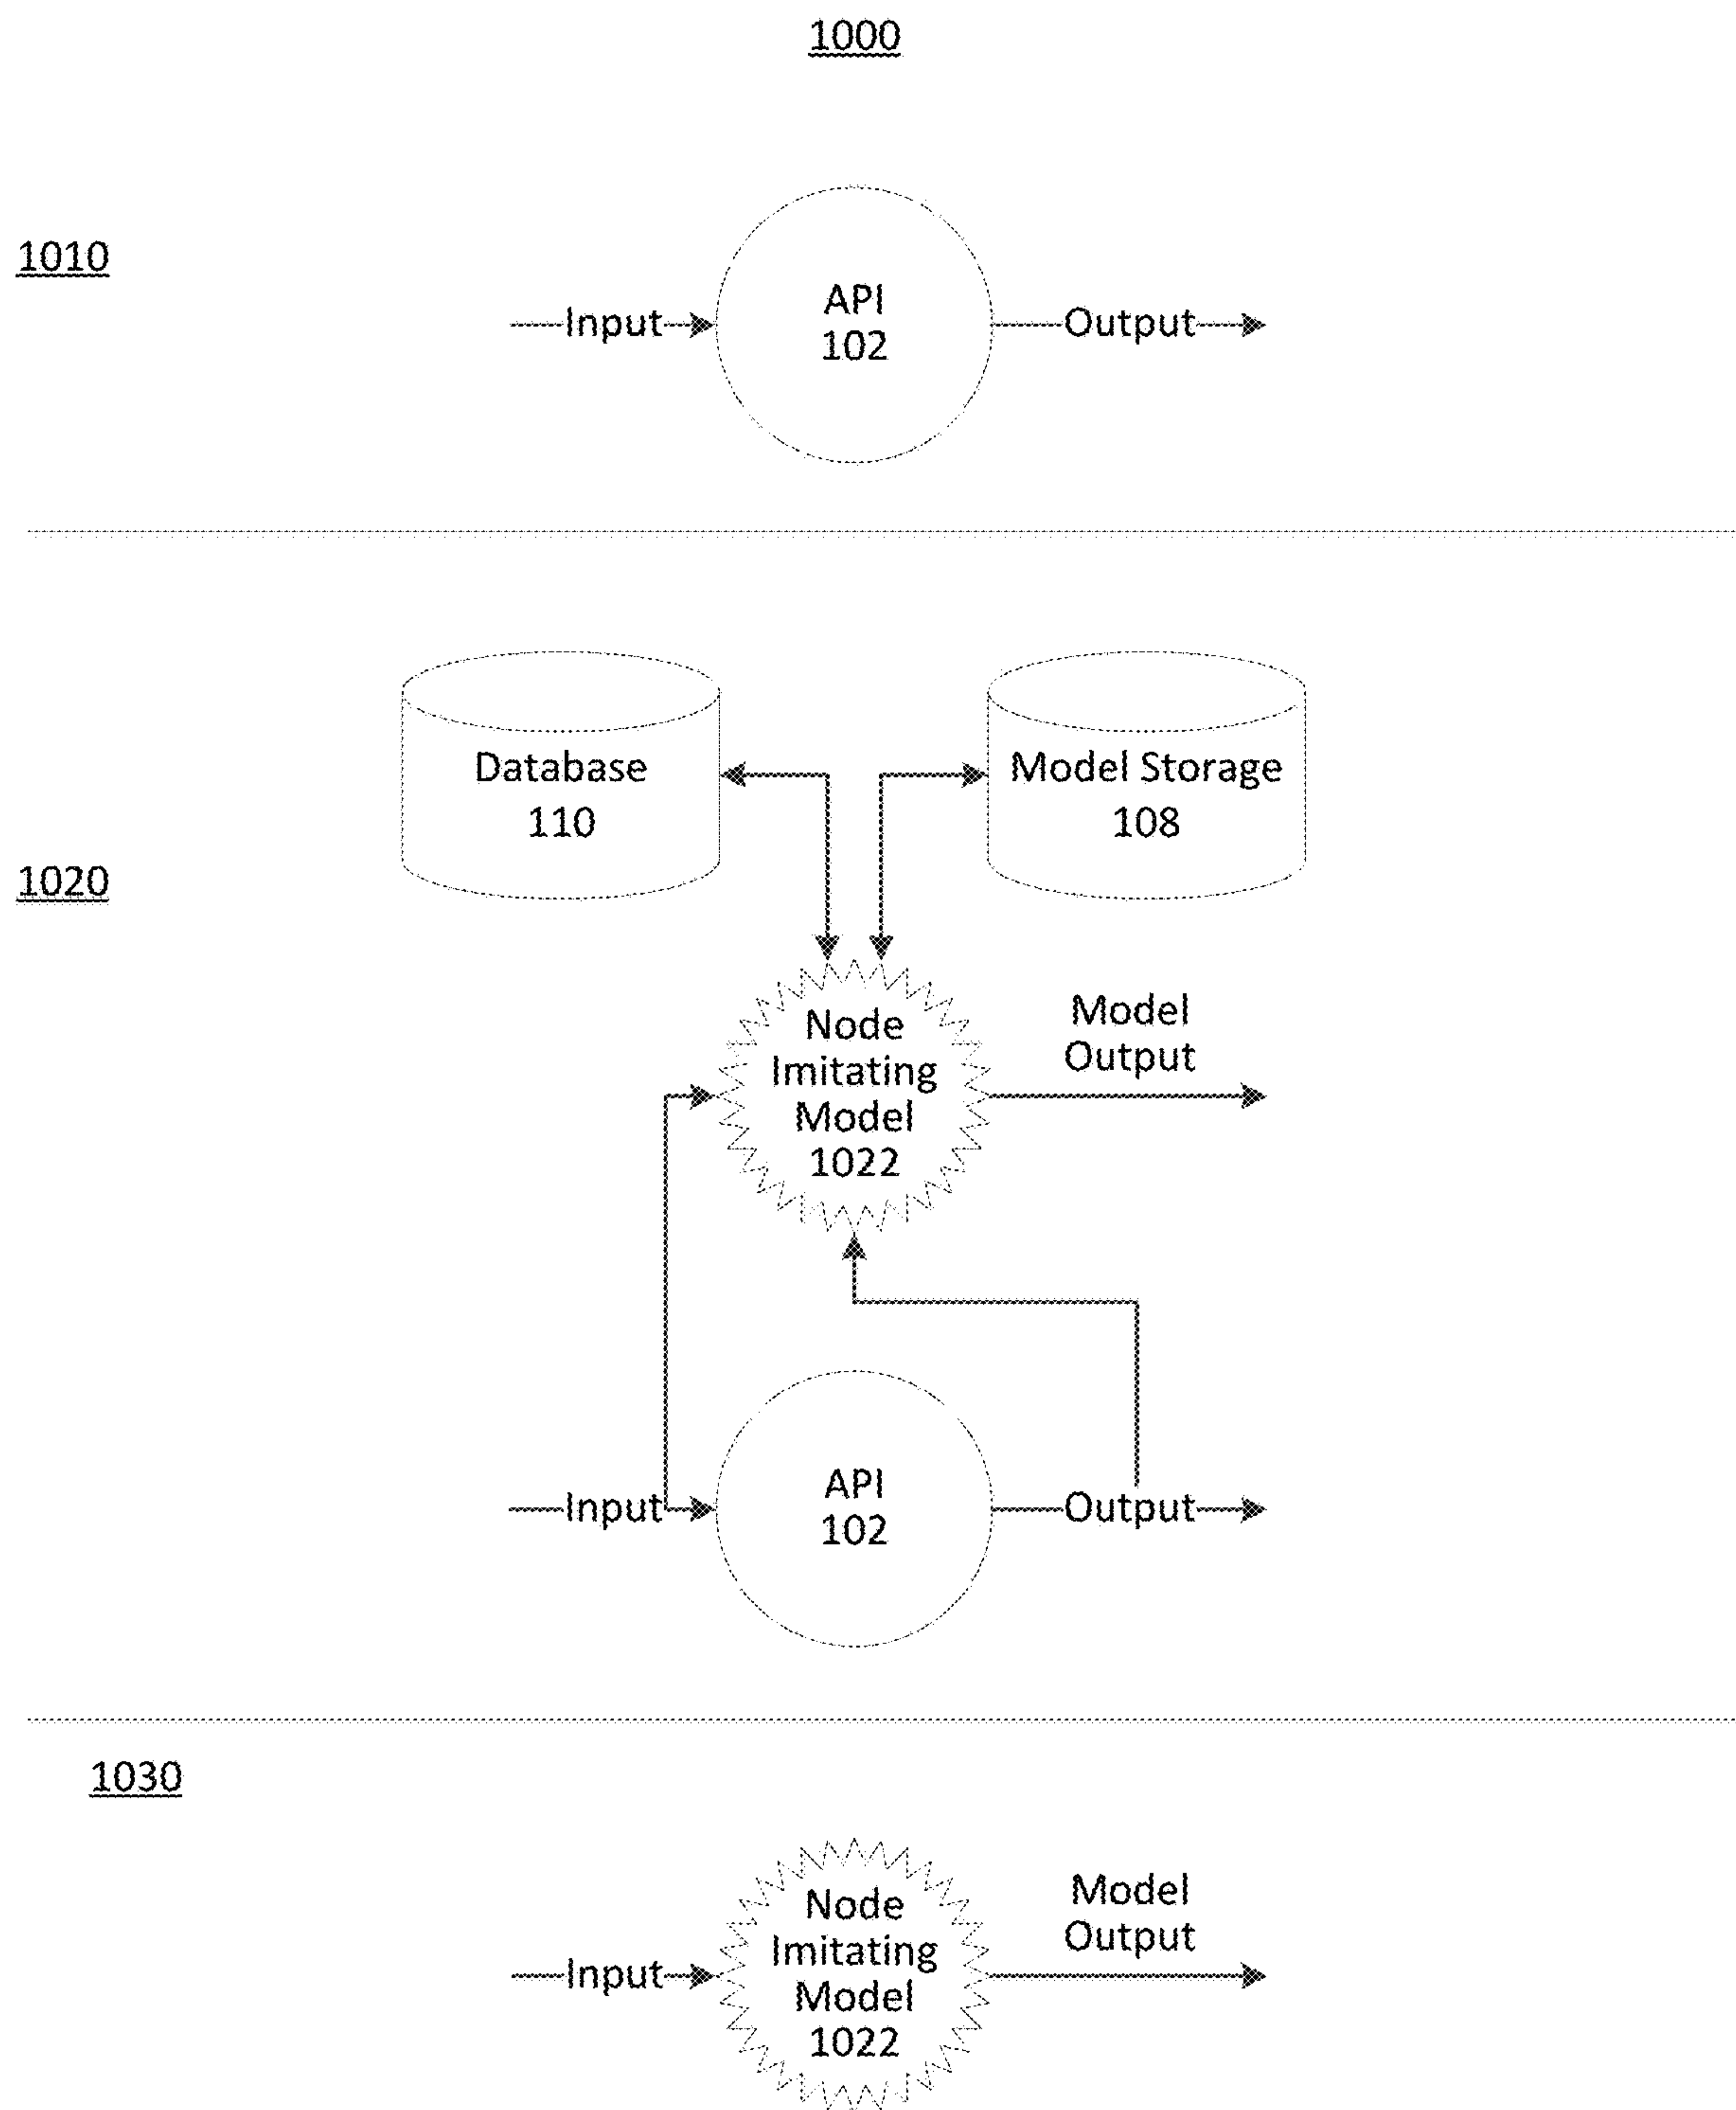 1000
1010
API
102
Input
Output
Database
110
Model Storage
108
1020
Node
Imitating
Model
1022
Model
Output
API
102
Input
Output
1030
Node
Imitating
Model
1022
Input
Model
Output